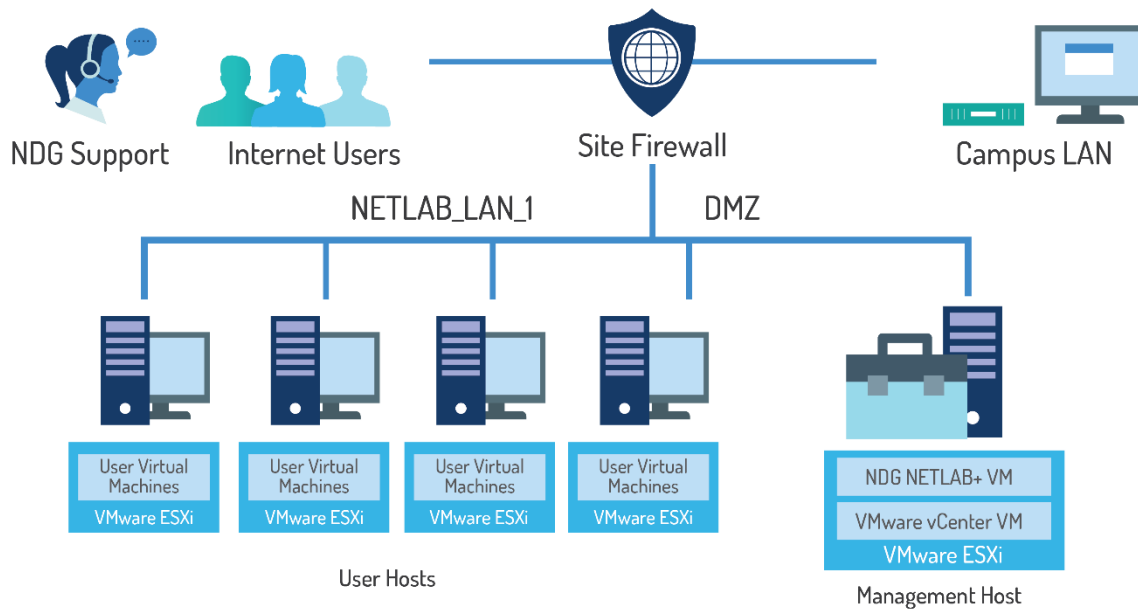 NDG Support
Internet Users
Site Firewall
Campus LAN
NETLAB_LAN_1
DMZ
User Virtual
Machines
VMware ESXi
User Virtual
Machines
VMware ESXi
User Virtual
Machines
VMware ESXi
User Virtual
Machines
VMware ESXi
NDG NETLAB+ VM
VMware vCenter VM
VMware ESXi
User Hosts
Management Host